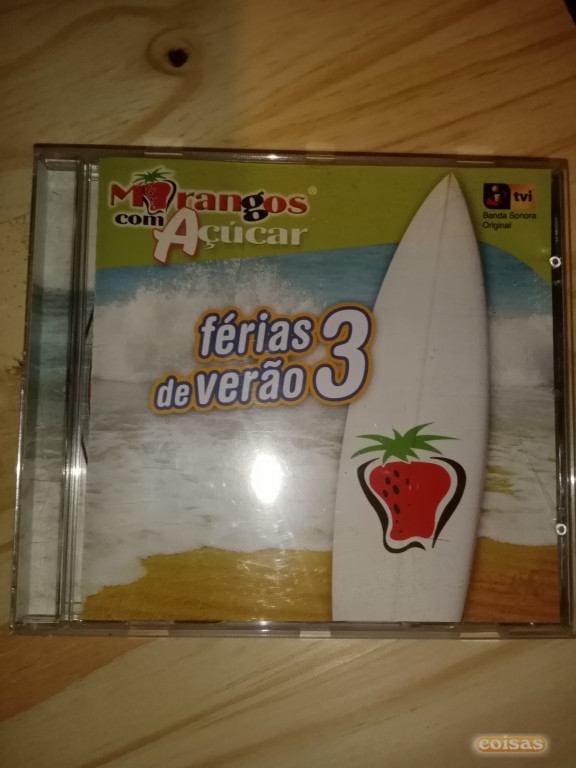 Morangos
com
Açúcar
®
tvi
Banda Sonora
Original
férias
de verão 3
coisas